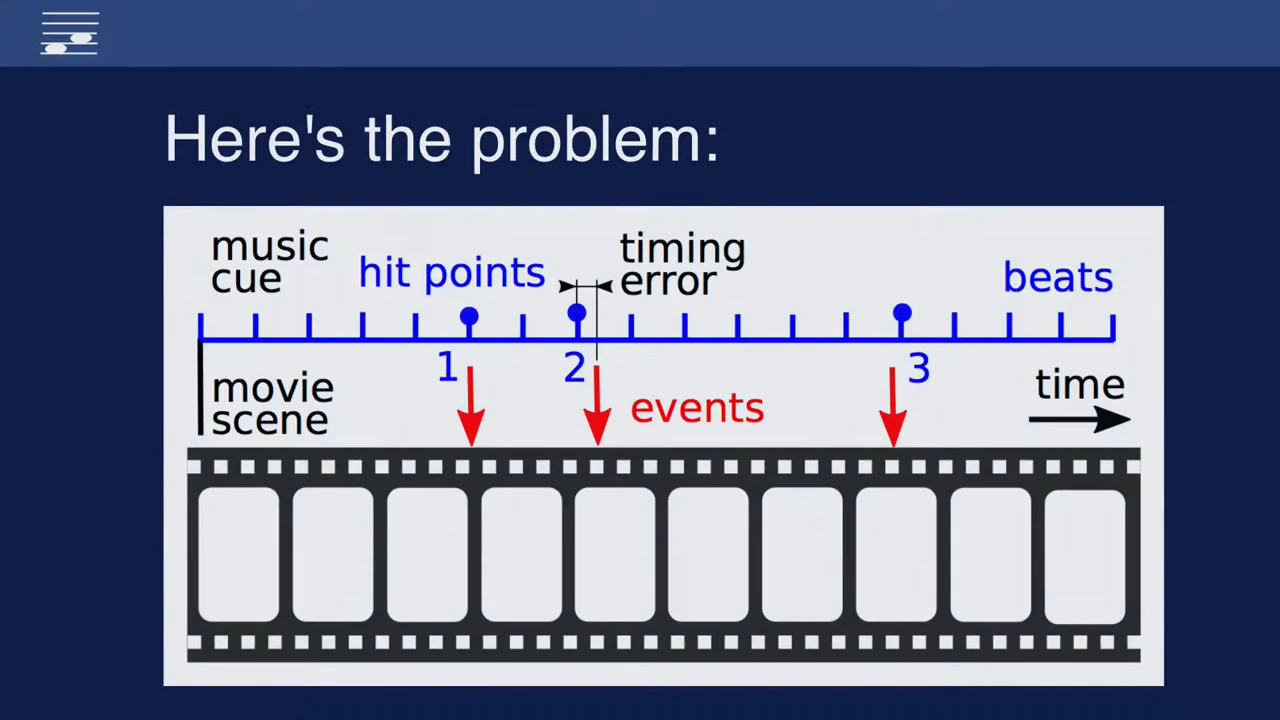 Here's the problem:
music
cue
hit points
timing
error
beats
1
2
3
movie
scene
events
time